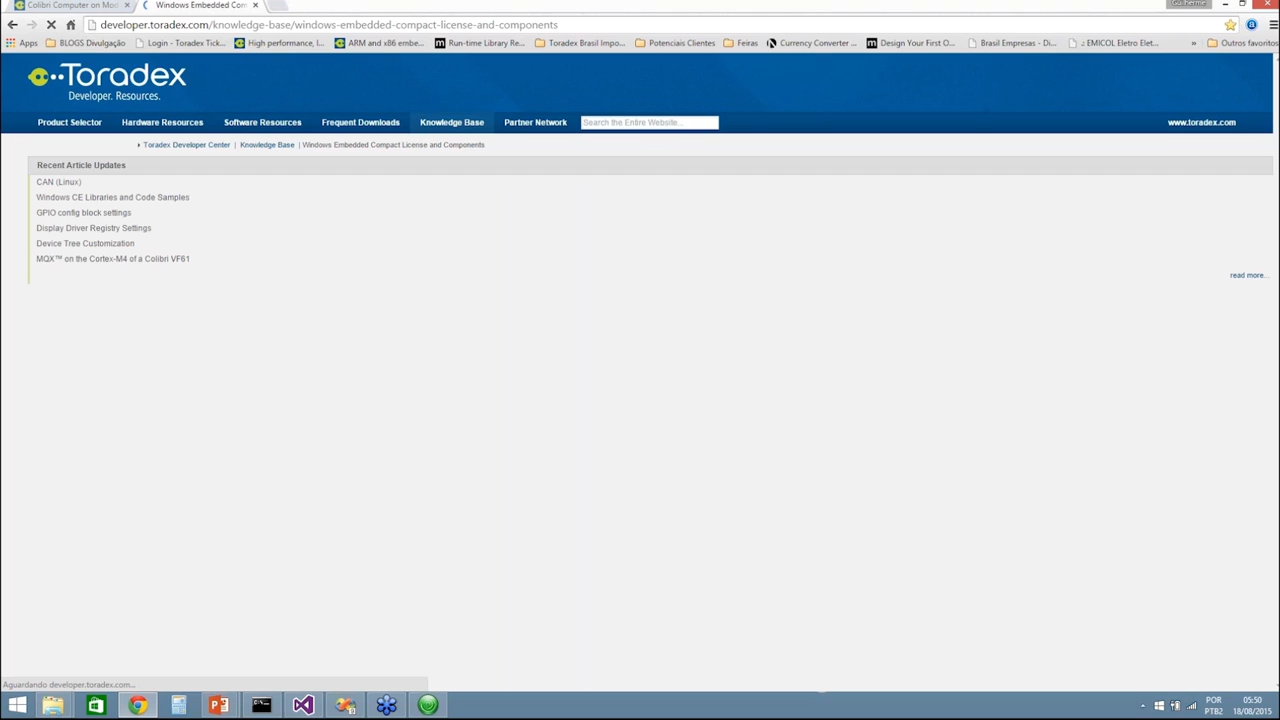 Colibri Computer on Mod
Windows Embedded Com
Guilherme
developer.toradex.com/knowledge-base/windows-embedded-compact-license-and-components
Apps
BLOGS Divulgação
Login - Toradex Tick...
High performance, l...
ARM and x86 embe...
Run-time Library Re...
Toradex Brasil Impo...
Potenciais Clientes
Feiras
Currency Converter ...
Design Your First O...
Brasil Empresas - Di...
.: EMICOL Eletro Elet...
»
Outros favoritos
Toradex
Developer. Resources.
Product Selector
Hardware Resources
Software Resources
Frequent Downloads
Knowledge Base
Partner Network
Search the Entire Website...
www.toradex.com
Toradex Developer Center | Knowledge Base | Windows Embedded Compact License and Components
Recent Article Updates
CAN (Linux)
Windows CE Libraries and Code Samples
GPIO config block settings
Display Driver Registry Settings
Device Tree Customization
MQX™ on the Cortex-M4 of a Colibri VF61
read more...
Aguardando developer.toradex.com...
POR
05:50
PTB2
18/08/2015